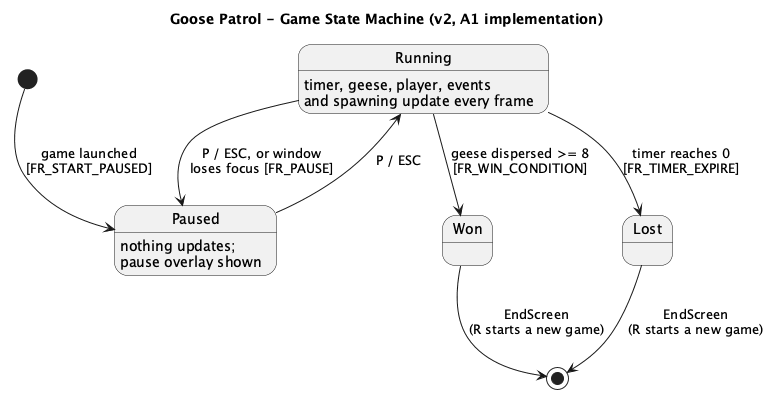 Goose Patrol – Game State Machine (v2, A1 implementation)
Running
timer, geese, player, events
and spawning update every frame
game launched
[FR_START_PAUSED]
P / ESC, or window
loses focus [FR_PAUSE]
P / ESC
geese dispersed >= 8
[FR_WIN_CONDITION]
timer reaches 0
[FR_TIMER_EXPIRE]
Paused
nothing updates;
pause overlay shown
Won
Lost
EndScreen
(R starts a new game)
EndScreen
(R starts a new game)